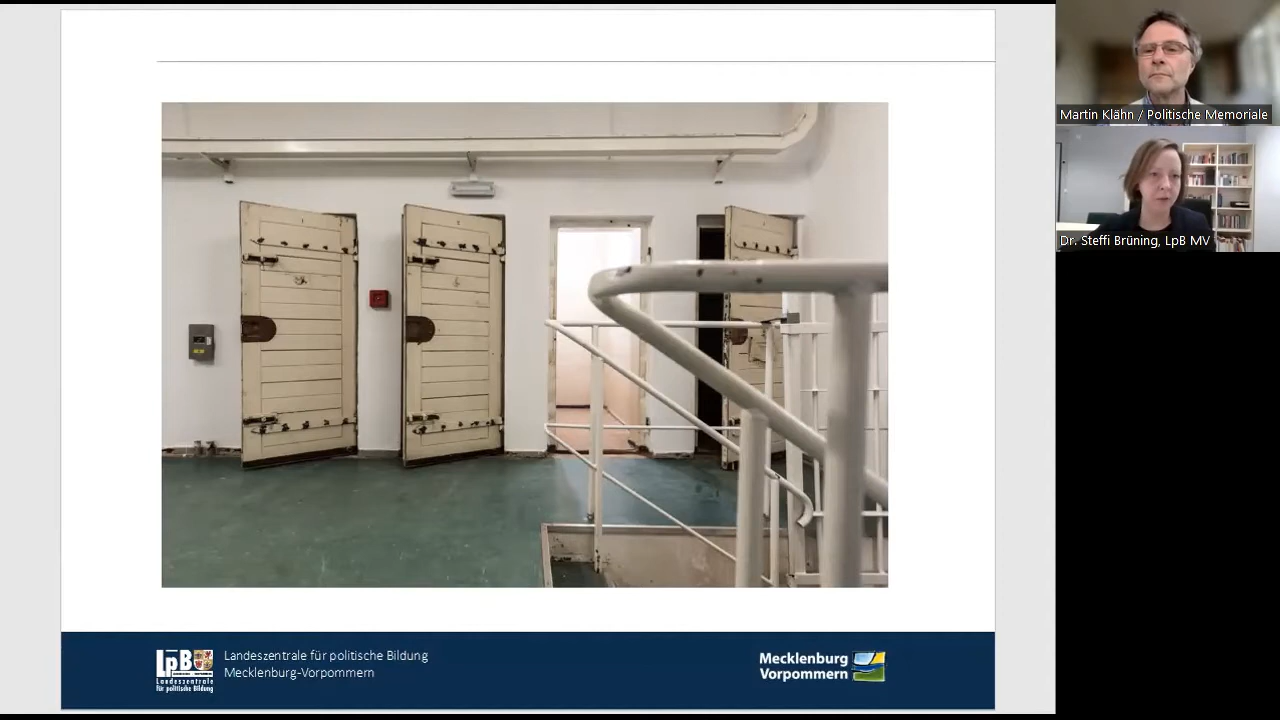 Martin Klähn / Politische Memoriale
Dr. Steffi Brüning, LpB MV
LpB
Landeszentrale
für politische Bildung
Landeszentrale für politische Bildung
Mecklenburg-Vorpommern
Mecklenburg
Vorpommern